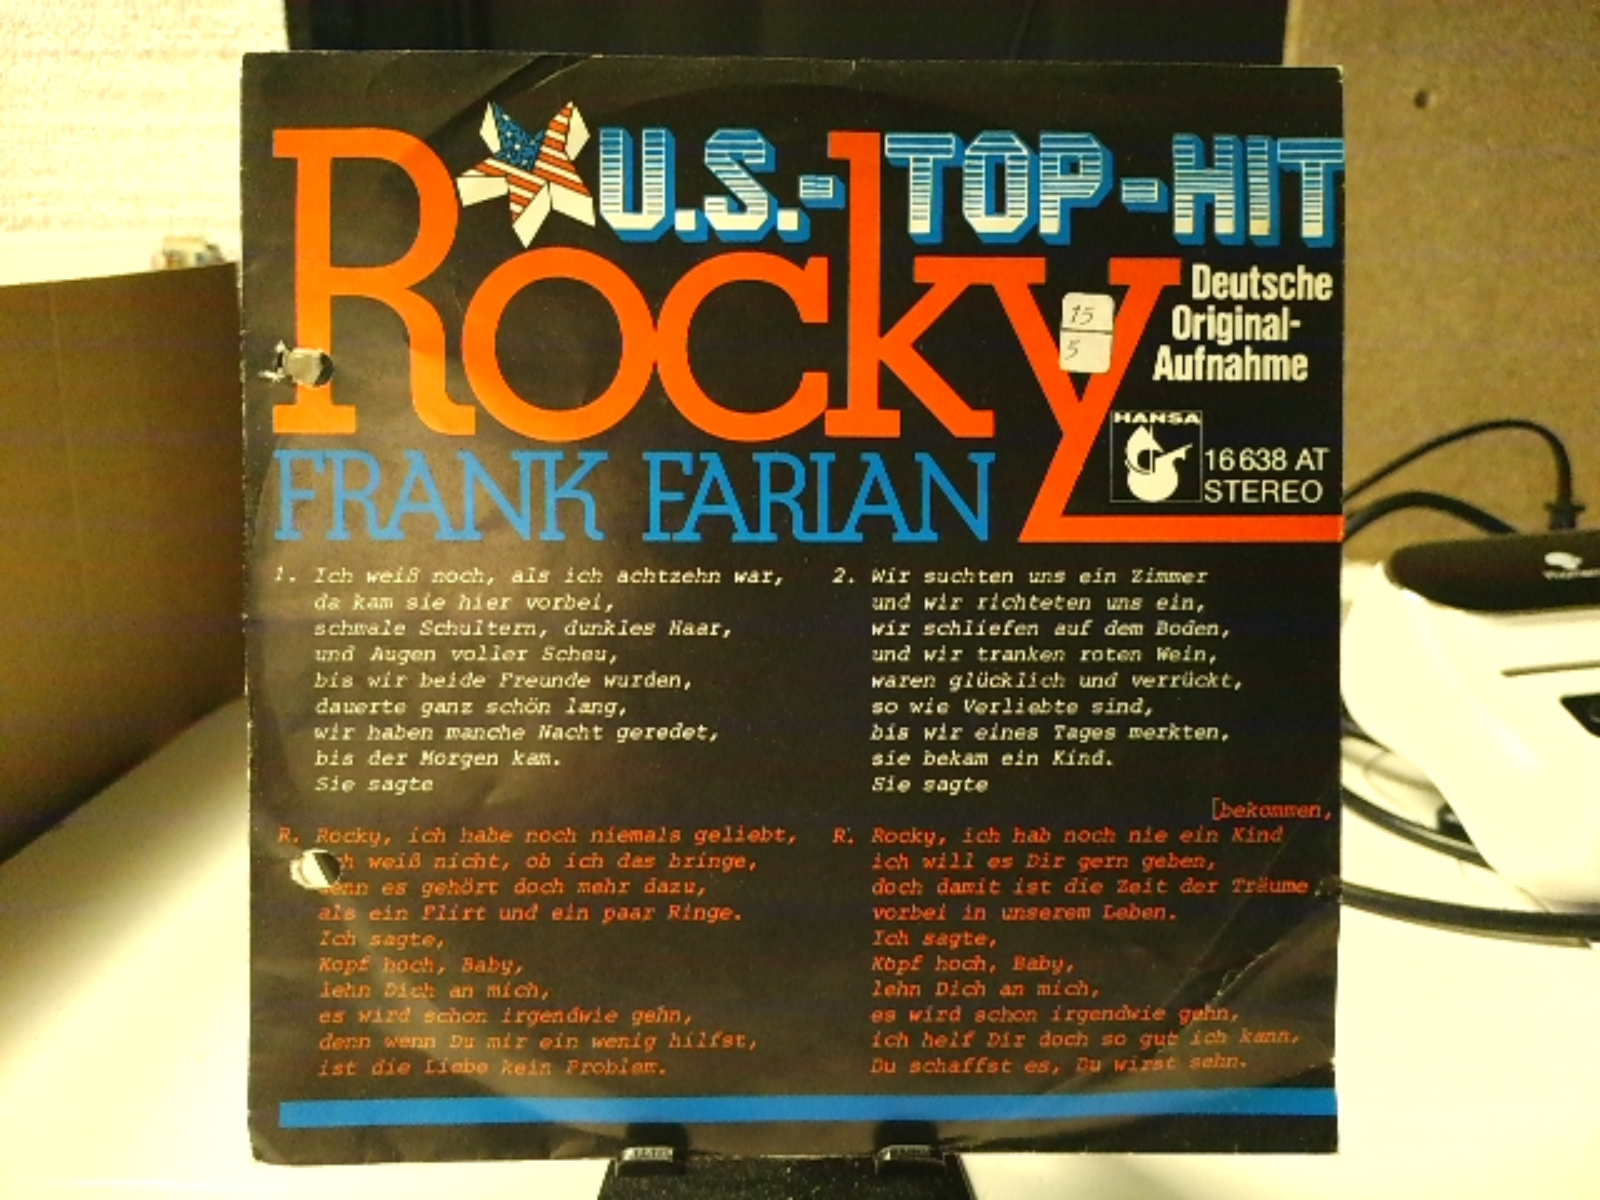 U.S.-TOP-HIT
Rocky
Deutsche
Original-
Aufnahme
15
5
HANSA
16 638 AT
STEREO
FRANK FARIAN
1. Ich weiß noch, als ich achtzehn war,
da kam sie hier vorbei,
schmale Schultern, dunkles Haar,
und Augen voller Scheu,
bis wir beide Freunde wurden,
dauerte ganz schön lang,
wir haben manche Nacht geredet,
bis der Morgen kam.
Sie sagte
R. Rocky, ich habe noch niemals geliebt,
ch weiß nicht, ob ich das bringe,
denn es gehört doch mehr dazu,
als ein Flirt und ein paar Ringe.
Ich sagte,
Kopf hoch, Baby,
lehn Dich an mich,
es wird schon irgendwie gehn,
denn wenn Du mir ein wenig hilfst,
ist die Liebe kein Problem.
2. Wir suchten uns ein Zimmer
und wir richteten uns ein,
wir schliefen auf dem Boden,
und wir tranken roten Wein,
waren glücklich und verrückt,
so wie Verliebte sind,
bis wir eines Tages merkten,
sie bekam ein Kind.
Sie sagte
[bekommen,
R. Rocky, ich hab noch nie ein Kind
ich will es Dir gern geben,
doch damit ist die Zeit der Träume
vorbei in unserem Leben.
Ich sagte,
Kopf hoch, Baby,
lehn Dich an mich,
es wird schon irgendwie gehn,
ich helf Dir doch so gut ich kann,
Du schaffst es, Du wirst sehn.